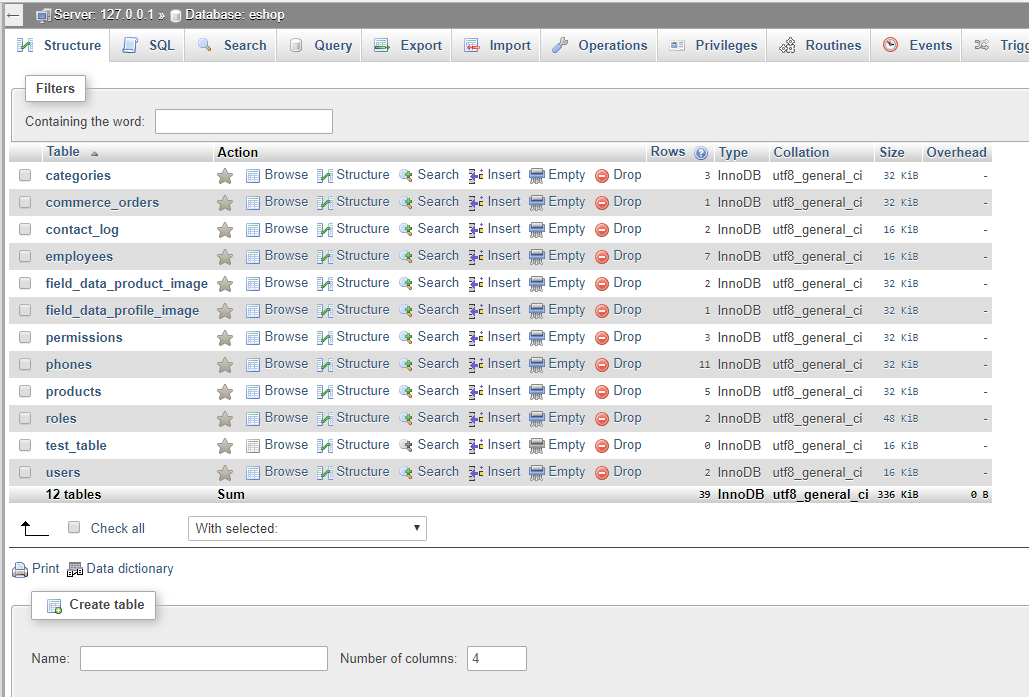 Server: 127.0.0.1 » Database: eshop
Structure SQL Search Query Export Import Operations Privileges Routines Events Trigg
Filters
Containing the word:
Table Action Rows Type Collation Size Overhead
categories Browse Structure Search Insert Empty Drop 3 InnoDB utf8_general_ci 32 KiB -
commerce_orders Browse Structure Search Insert Empty Drop 1 InnoDB utf8_general_ci 32 KiB -
contact_log Browse Structure Search Insert Empty Drop 2 InnoDB utf8_general_ci 16 KiB -
employees Browse Structure Search Insert Empty Drop 7 InnoDB utf8_general_ci 16 KiB -
field_data_product_image Browse Structure Search Insert Empty Drop 2 InnoDB utf8_general_ci 32 KiB -
field_data_profile_image Browse Structure Search Insert Empty Drop 1 InnoDB utf8_general_ci 32 KiB -
permissions Browse Structure Search Insert Empty Drop 3 InnoDB utf8_general_ci 32 KiB -
phones Browse Structure Search Insert Empty Drop 11 InnoDB utf8_general_ci 32 KiB -
products Browse Structure Search Insert Empty Drop 5 InnoDB utf8_general_ci 32 KiB -
roles Browse Structure Search Insert Empty Drop 2 InnoDB utf8_general_ci 48 KiB -
test_table Browse Structure Search Insert Empty Drop 0 InnoDB utf8_general_ci 16 KiB -
users Browse Structure Search Insert Empty Drop 2 InnoDB utf8_general_ci 16 KiB -
12 tables Sum 39 InnoDB utf8_general_ci 336 KiB 0 B
Check all With selected:
Print Data dictionary
Create table
Name: Number of columns: 4